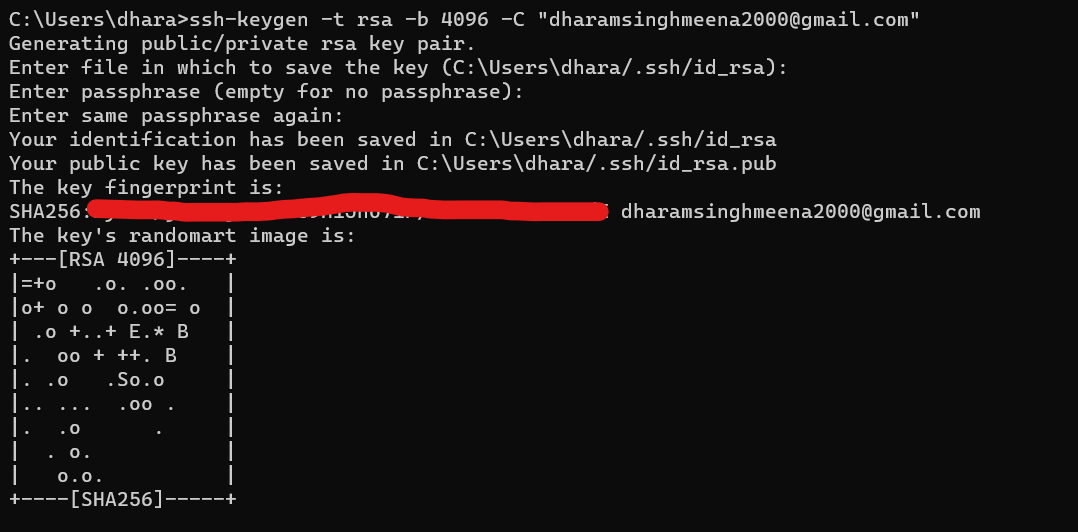 C:\Users\dhara>ssh-keygen -t rsa -b 4096 -C "dharamsinghmeena2000@gmail.com"
Generating public/private rsa key pair.
Enter file in which to save the key (C:\Users\dhara/.ssh/id_rsa):
Enter passphrase (empty for no passphrase):
Enter same passphrase again:
Your identification has been saved in C:\Users\dhara/.ssh/id_rsa
Your public key has been saved in C:\Users\dhara/.ssh/id_rsa.pub
The key fingerprint is:
SHA256: dharamsinghmeena2000@gmail.com
The key's randomart image is:
+---[RSA 4096]----+
|=+o   .o. .oo.   |
|o+ o o  o.oo= o  |
| .o +..+ E.* B   |
|.  oo + ++. B    |
|. .o   .So.o     |
|.. ...  .oo .    |
|.  .o      .     |
|  . o.           |
|   o.o.          |
+----[SHA256]-----+